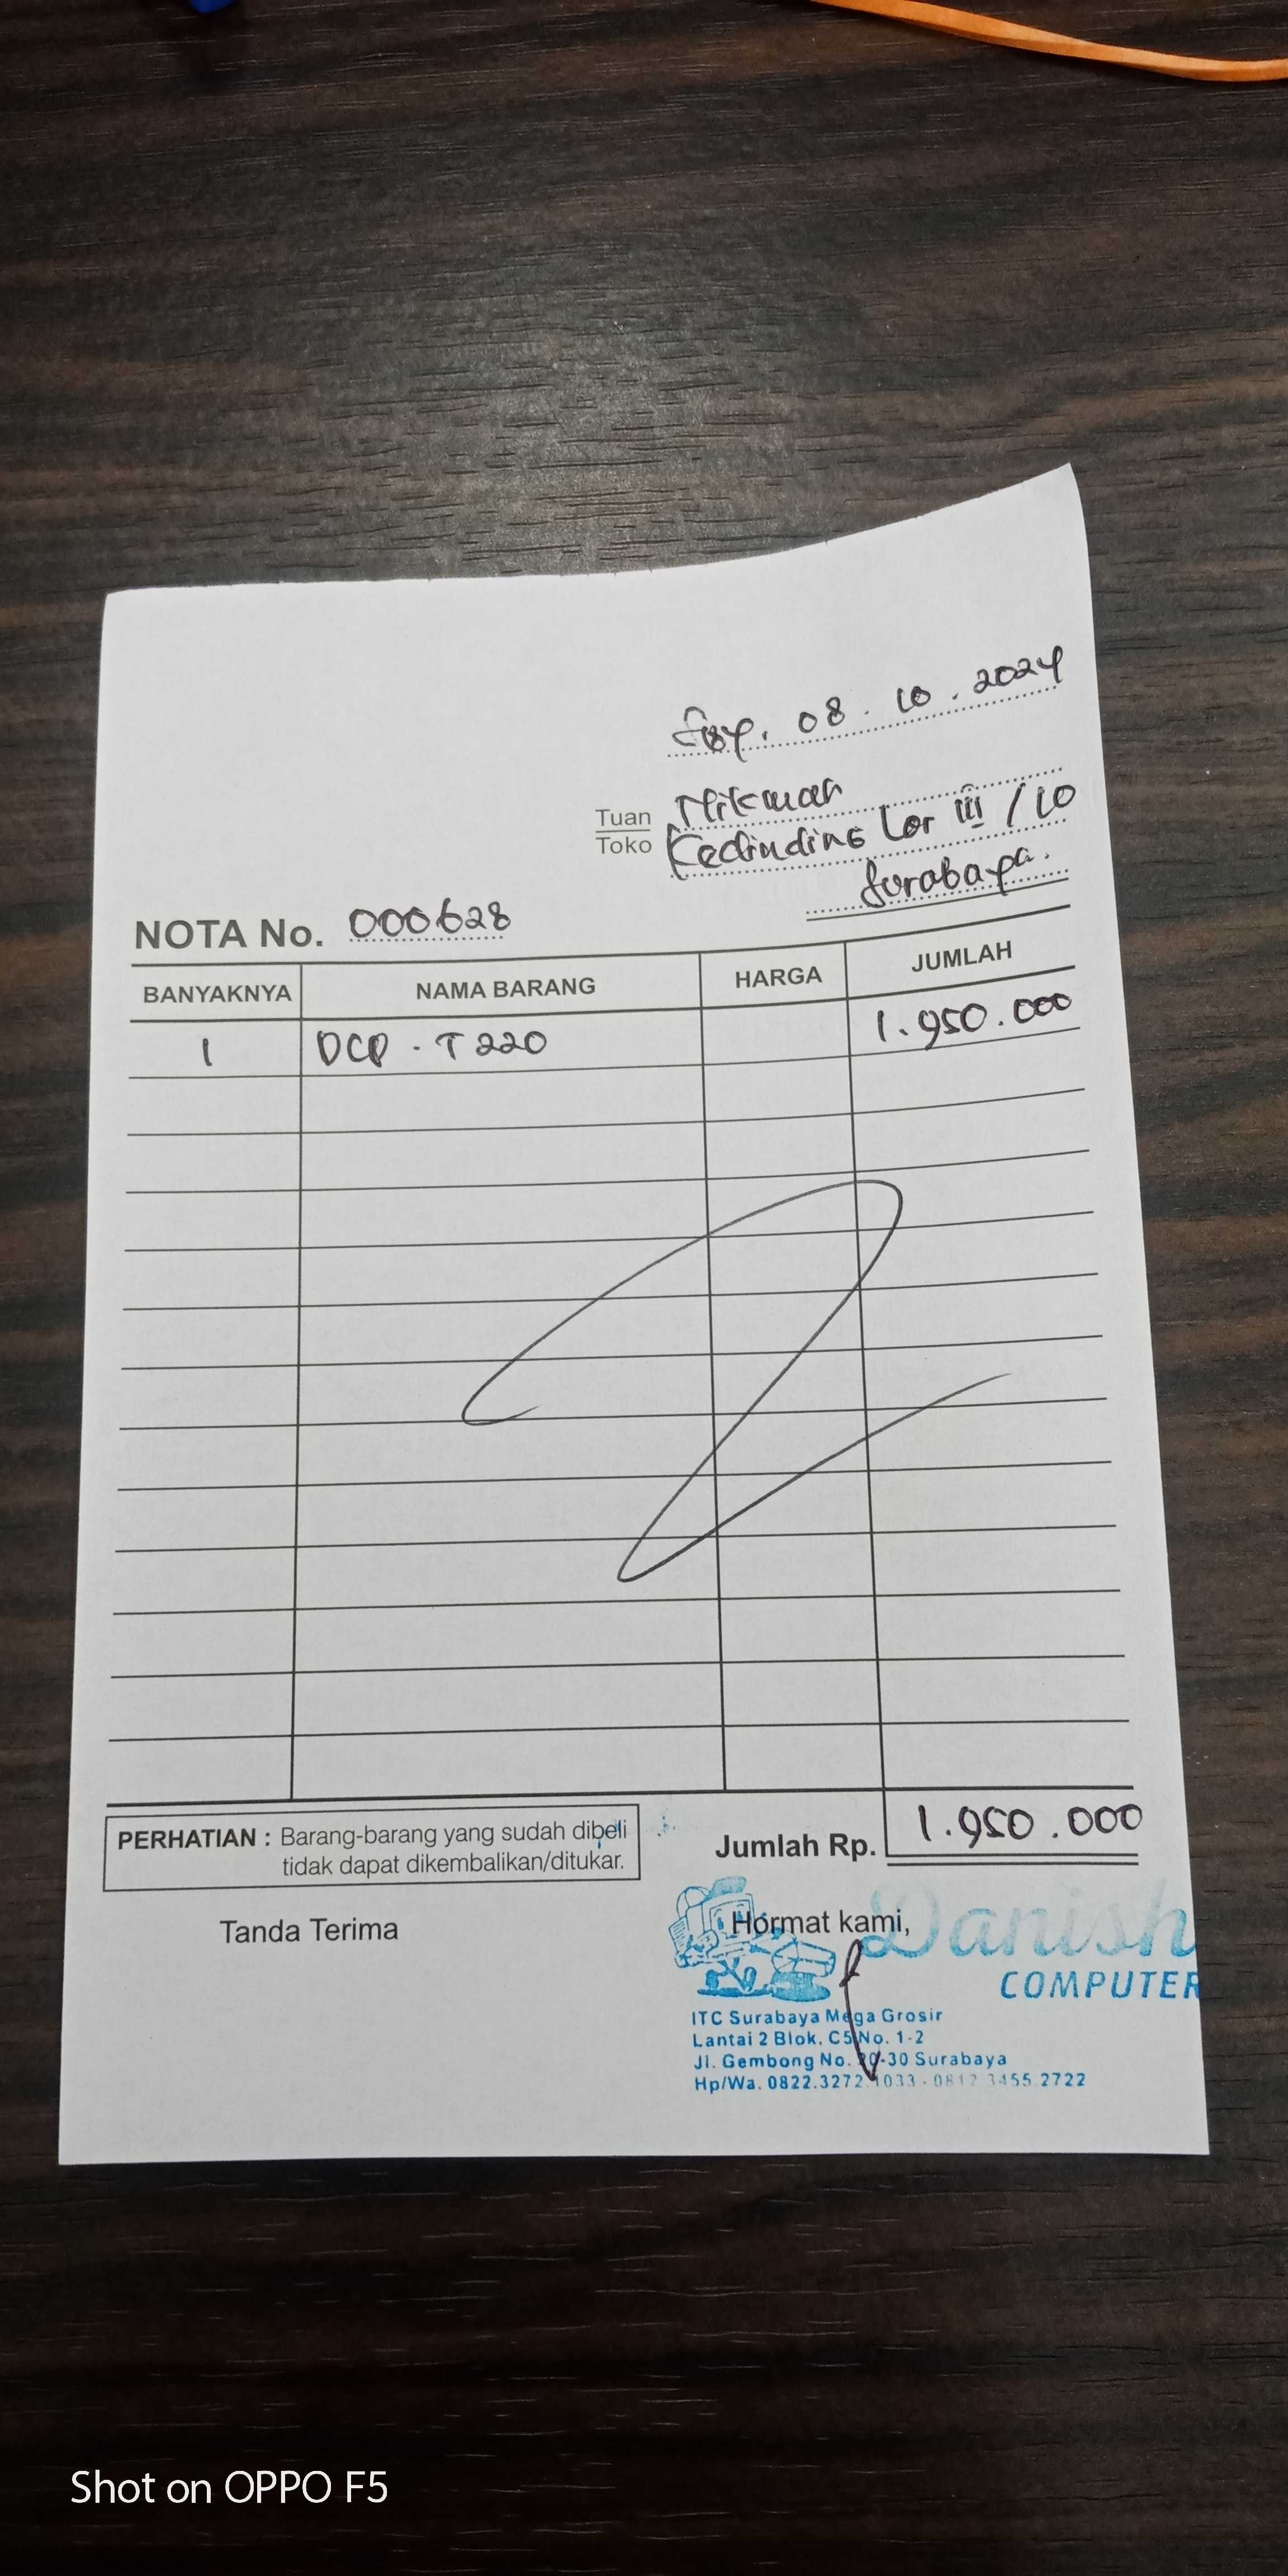 Sby. 08 . 10 . 2024
Tuan
Toko
Kedinding Lor III / 10
Surabaya.
NOTA No. 000628
BANYAKNYA NAMA BARANG HARGA JUMLAH
1 DCP - T220 1.950.000
PERHATIAN : Barang-barang yang sudah dibeli
tidak dapat dikembalikan/ditukar.
Jumlah Rp. 1.950.000
Tanda Terima Hormat kami,
Danish
COMPUTER
ITC Surabaya Mega Grosir
Lantai 2 Blok. C5 No. 1-2
Jl. Gembong No. 20-30 Surabaya
Hp/Wa. 0822.3272.1033 - 0812.3455.2722
Shot on OPPO F5